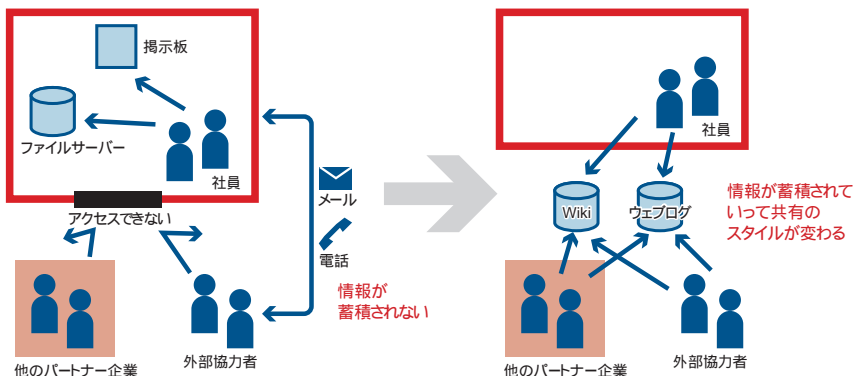 掲示板
ファイルサーバー
社員
アクセスできない
メール
電話
情報が
蓄積されない
他のパートナー企業
外部協力者
社員
Wiki
ウェブログ
情報が蓄積されて
いって共有の
スタイルが変わる
他のパートナー企業
外部協力者